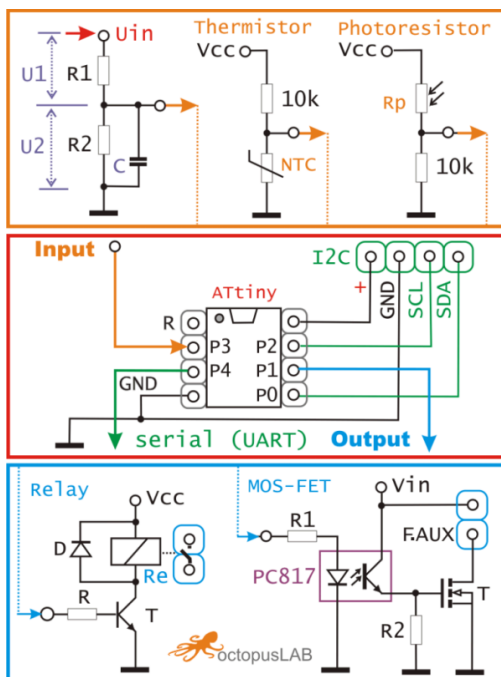 Uin
U1
R1
U2
R2
C
Thermistor
Vcc
10k
NTC
Photoresistor
Vcc
Rp
10k
Input
I2C
ATtiny
+
GND
SCL
SDA
R
P3
P2
P4
P1
GND
P0
serial (UART)
Output
Relay
Vcc
D
Re
R
T
MOS-FET
Vin
R1
F.AUX
PC817
R2
T
octopusLAB